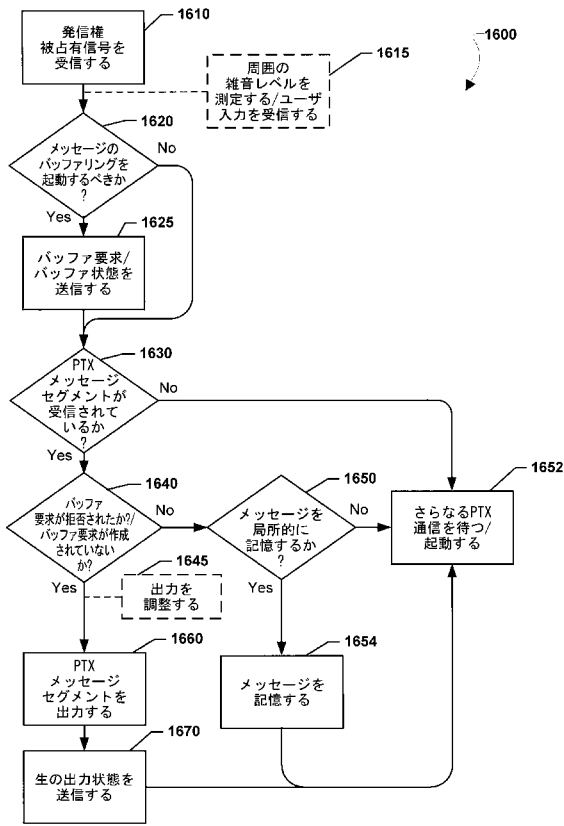 1610
発信権
被占有信号を
受信する
1615
周囲の
雑音レベルを
測定する/ユーザ
入力を受信する
1600
1620
メッセージの
バッファリングを
起動するべきか
?
No
Yes
1625
バッファ要求/
バッファ状態を
送信する
1630
PTX
メッセージ
セグメントが
受信されて
いるか
?
No
Yes
1640
バッファ
要求が拒否されたか?/
バッファ要求が作成
されていない
か?
No
Yes
1650
メッセージを
局所的に
記憶するか
?
No
Yes
1652
さらなるPTX
通信を待つ/
起動する
1645
出力を
調整する
1660
PTX
メッセージ
セグメントを
出力する
1654
メッセージを
記憶する
1670
生の出力状態を
送信する